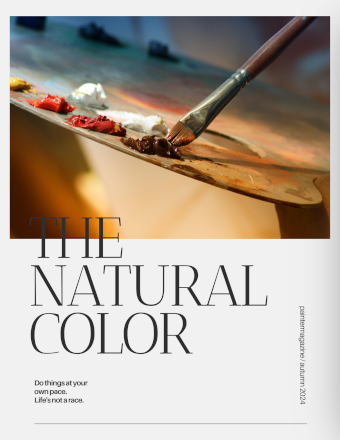 THE
NATURAL
COLOR
Do things at your
own pace.
Life's not a race.
paintermagazine / autumn 2024